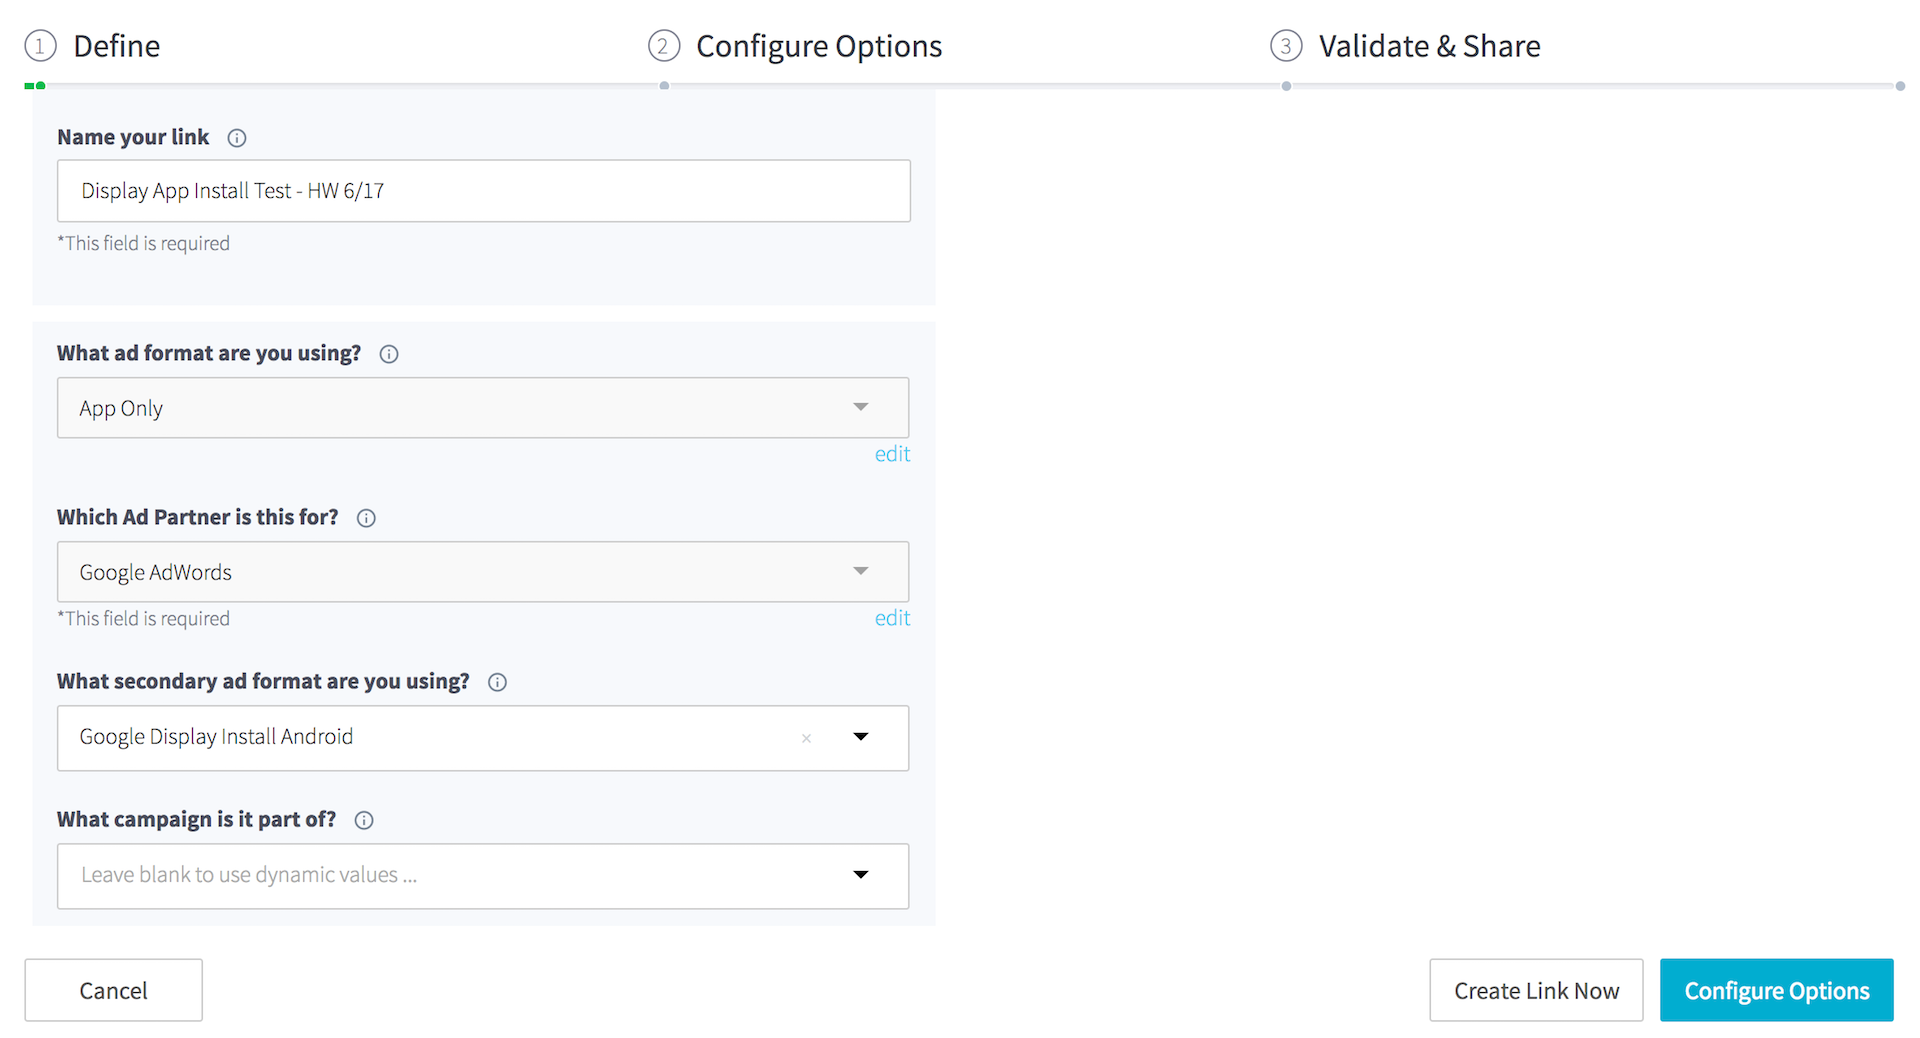 1 Define
2 Configure Options
3 Validate & Share
Name your link
Display App Install Test - HW 6/17
*This field is required
What ad format are you using?
App Only
edit
Which Ad Partner is this for?
Google AdWords
*This field is required
edit
What secondary ad format are you using?
Google Display Install Android
×
What campaign is it part of?
Leave blank to use dynamic values ...
Cancel
Create Link Now
Configure Options